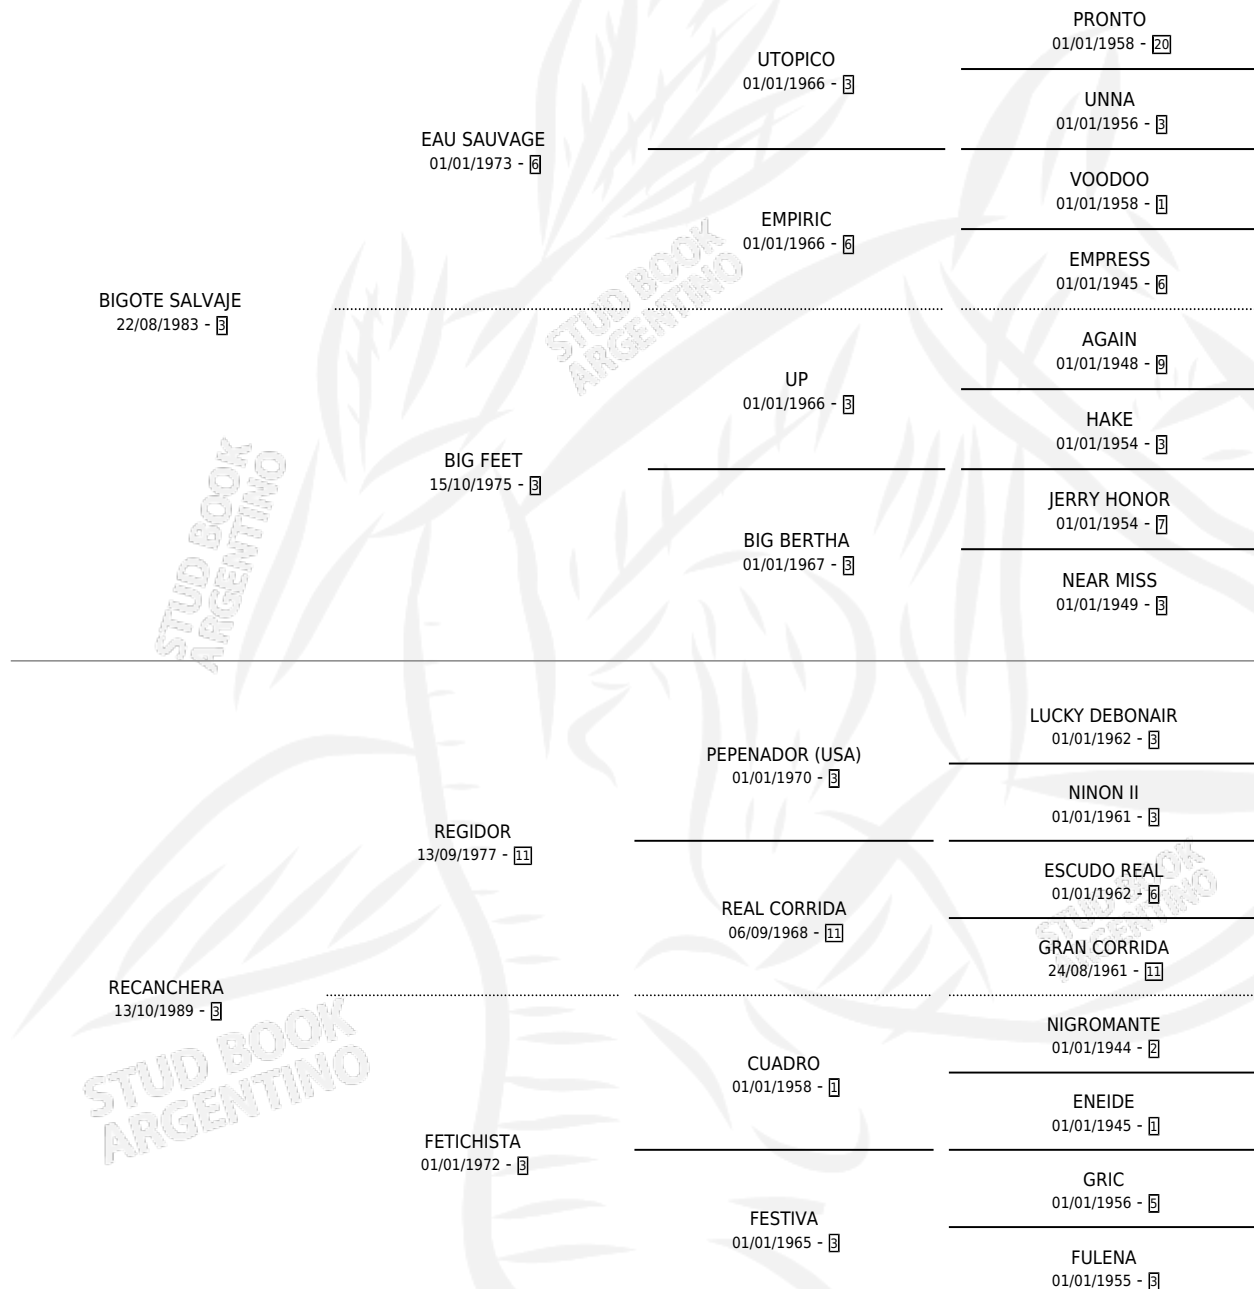 PRONTO
01/01/1958 - 20
UTOPICO
01/01/1966 - 3
UNNA
01/01/1956 - 3
EAU SAUVAGE
01/01/1973 - 6
VOODOO
01/01/1958 - 1
EMPIRIC
01/01/1966 - 6
EMPRESS
01/01/1945 - 6
STUD BOOK
ARGENTINO
BIGOTE SALVAJE
22/08/1983 - 3
AGAIN
01/01/1948 - 9
UP
01/01/1966 - 3
HAKE
01/01/1954 - 3
BIG FEET
15/10/1975 - 3
JERRY HONOR
01/01/1954 - 7
BIG BERTHA
01/01/1967 - 3
NEAR MISS
01/01/1949 - 3
STUD BOOK
ARGENTINO
LUCKY DEBONAIR
01/01/1962 - 3
PEPENADOR (USA)
01/01/1970 - 3
NINON II
01/01/1961 - 3
REGIDOR
13/09/1977 - 11
ESCUDO REAL
01/01/1962 - 6
REAL CORRIDA
06/09/1968 - 11
GRAN CORRIDA
24/08/1961 - 11
STUD BOOK
ARGENTINO
RECANCHERA
13/10/1989 - 3
NIGROMANTE
01/01/1944 - 2
CUADRO
01/01/1958 - 1
ENEIDE
01/01/1945 - 1
STUD BOOK
ARGENTINO
FETICHISTA
01/01/1972 - 3
GRIC
01/01/1956 - 5
FESTIVA
01/01/1965 - 3
FULENA
01/01/1955 - 3